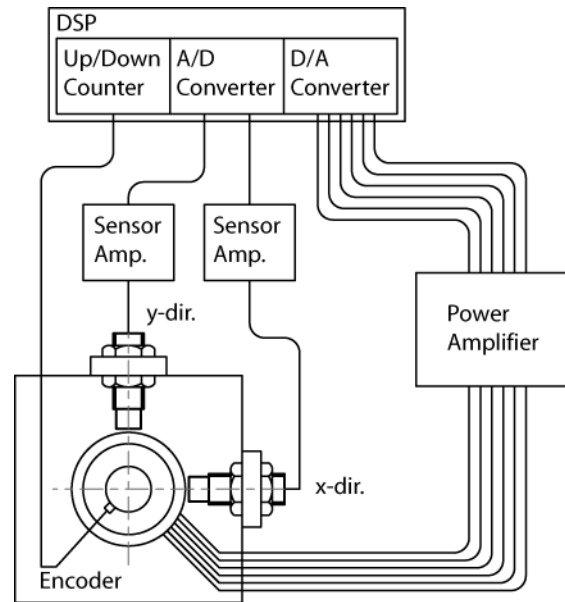 DSP
Up/Down
Counter
A/D
Converter
D/A
Converter
Sensor
Amp.
Sensor
Amp.
y-dir.
Power
Amplifier
x-dir.
Encoder